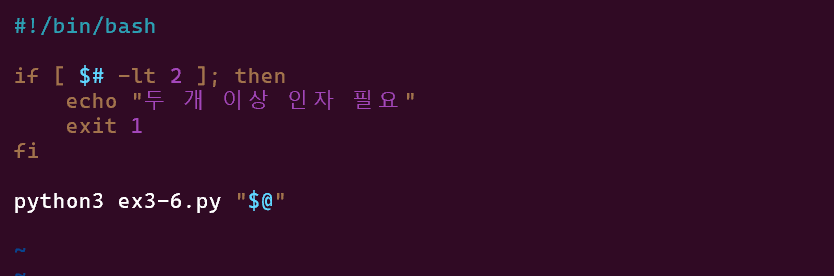 #!/bin/bash
if [ $# -lt 2 ]; then
    echo "두 개 이상 인자 필요"
    exit 1
fi
python3 ex3-6.py "$@"
~
~